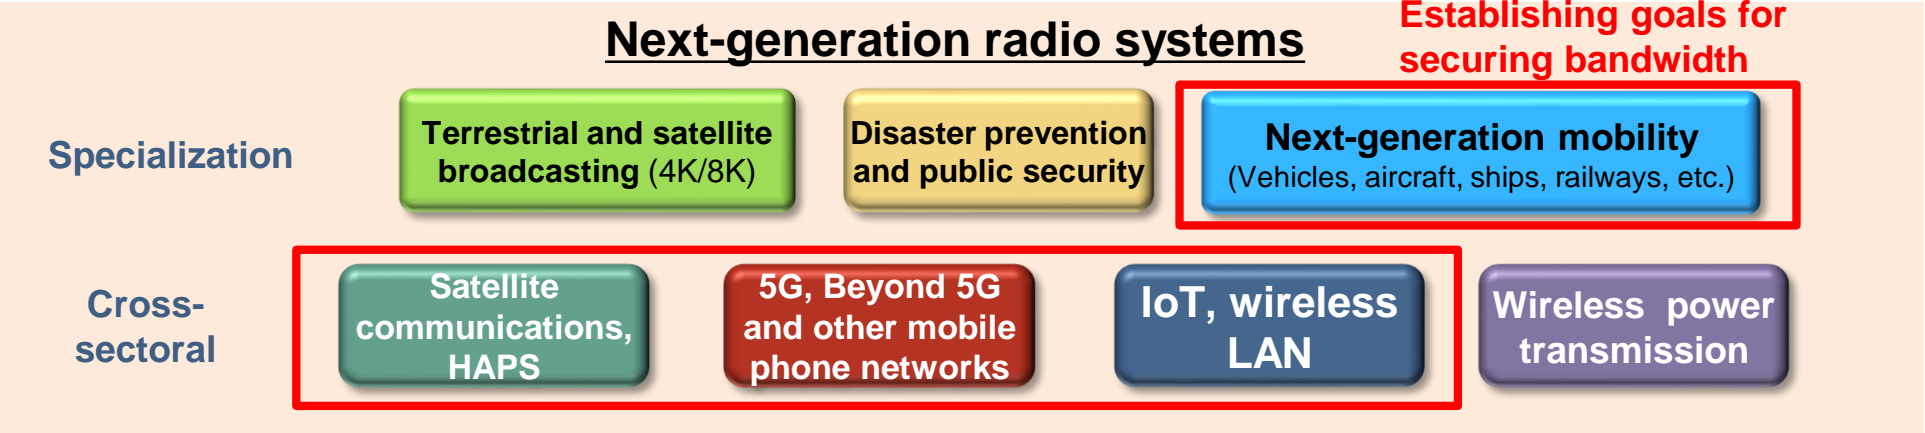 Next-generation radio systems
Establishing goals for
securing bandwidth
Specialization
Terrestrial and satellite
broadcasting (4K/8K)
Disaster prevention
and public security
Next-generation mobility
(Vehicles, aircraft, ships, railways, etc.)
Cross-
sectoral
Satellite
communications,
HAPS
5G, Beyond 5G
and other mobile
phone networks
IoT, wireless
LAN
Wireless power
transmission